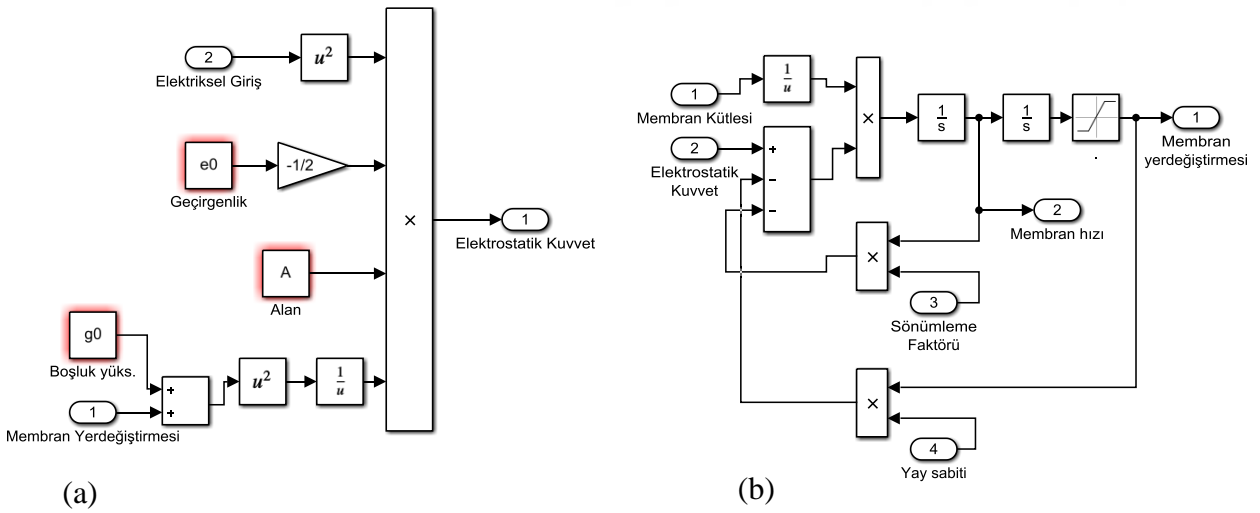 2
Elektriksel Giriş
u²
e0
Geçirgenlik
-1/2
A
Alan
g0
Boşluk yüks.
1
Membran Yerdeğiştirmesi
+
+
u²
1
u
×
1
Elektrostatik Kuvvet
(a)
1
Membran Kütlesi
1
u
2
Elektrostatik
Kuvvet
+
−
−
×
1
s
1
s
1
Membran
yerdeğiştirmesi
2
Membran hızı
×
3
Sönümleme
Faktörü
×
4
Yay sabiti
(b)